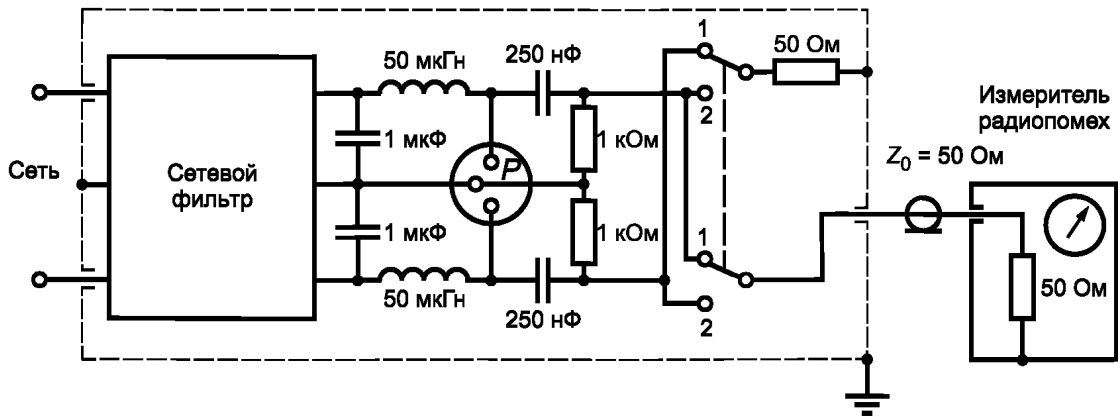 1
50 Ом
50 мкГн
250 нФ
2
Измеритель
радиопомех
1 мкФ
1 кОм
Z0 = 50 Ом
Сеть
Сетевой
фильтр
P
1 мкФ
1 кОм
1
50 Ом
50 мкГн
250 нФ
2